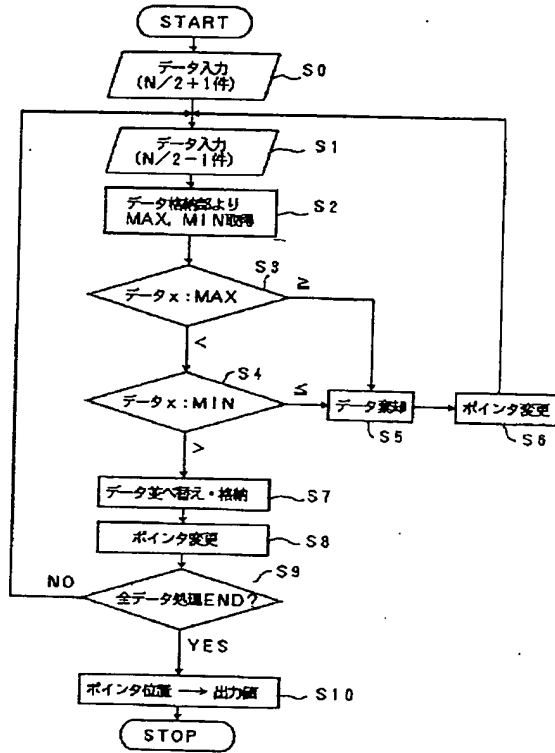 START
データ入力
(N/2+1件)
S0
データ入力
(N/2-1件)
S1
データ格納部より
MAX, MIN取得
S2
S3
データx:MAX
≧
<
S4
データx:MIN
≦
データ棄却
S5
ポインタ変更
S6
>
データ並べ替え・格納
S7
ポインタ変更
S8
S9
NO
全データ処理END?
YES
ポインタ位置 → 出力値
S10
STOP